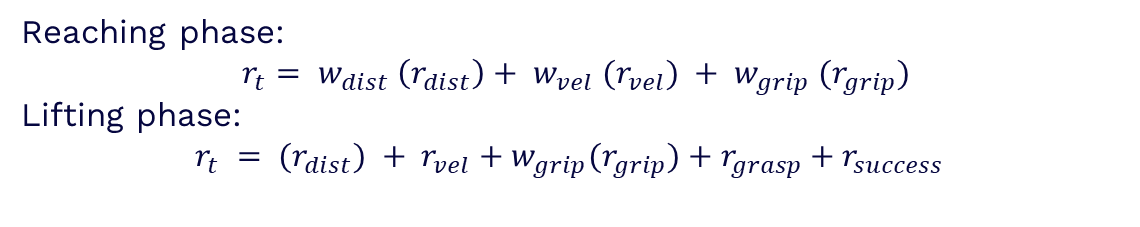 Reaching phase:
r_t = w_dist (r_dist) + w_vel (r_vel) + w_grip (r_grip)
Lifting phase:
r_t = (r_dist) + r_vel + w_grip(r_grip) + r_grasp + r_success